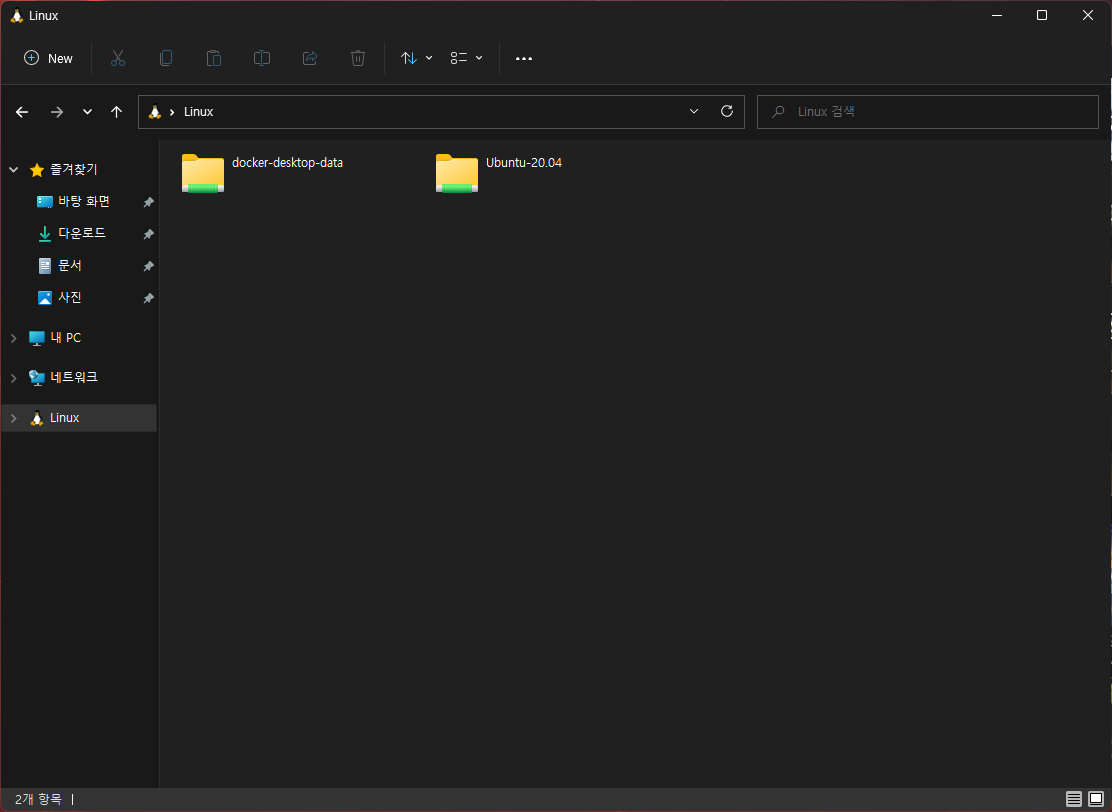 Linux
New
Linux
Linux 검색
즐겨찾기
바탕 화면
다운로드
문서
사진
내 PC
네트워크
Linux
docker-desktop-data
Ubuntu-20.04
2개 항목